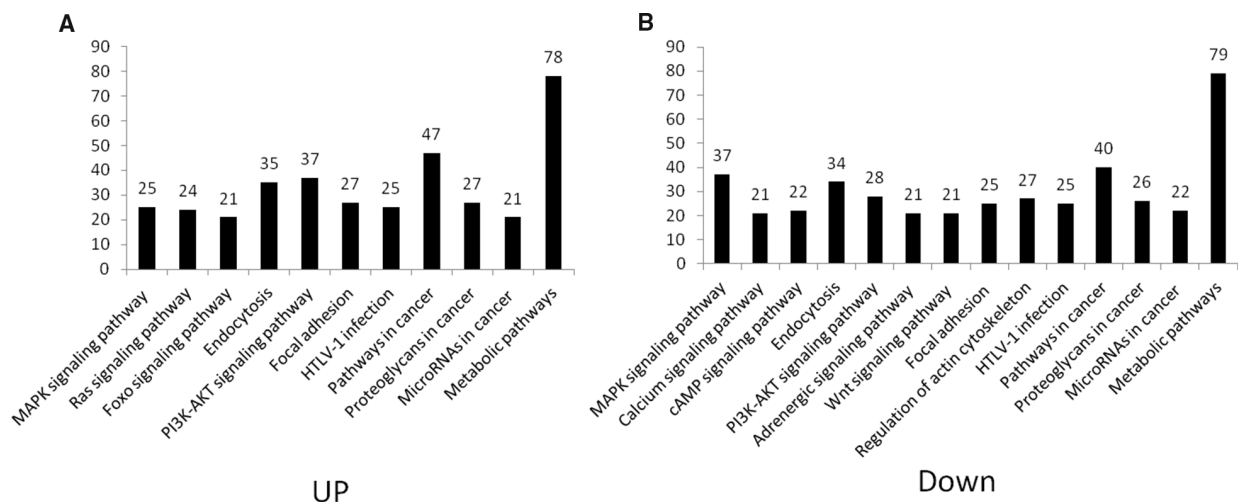 A
90
80
70
60
50
40
30
20
10
0
25
24
21
35
37
27
25
47
27
21
78
MAPK signaling pathway
Ras signaling pathway
Foxo signaling pathway
Endocytosis
PI3K-AKT signaling pathway
Focal adhesion
HTLV-1 infection
Pathways in cancer
Proteoglycans in cancer
MicroRNAs in cancer
Metabolic pathways
UP
B
90
80
70
60
50
40
30
20
10
0
37
21
22
34
28
21
21
25
27
25
40
26
22
79
MAPK signaling pathway
Calcium signaling pathway
cAMP signaling pathway
Endocytosis
PI3K-AKT signaling pathway
Adrenergic signaling pathway
Wnt signaling pathway
Focal adhesion
Regulation of actin cytoskeleton
HTLV-1 infection
Pathways in cancer
Proteoglycans in cancer
MicroRNAs in cancer
Metabolic pathways
Down